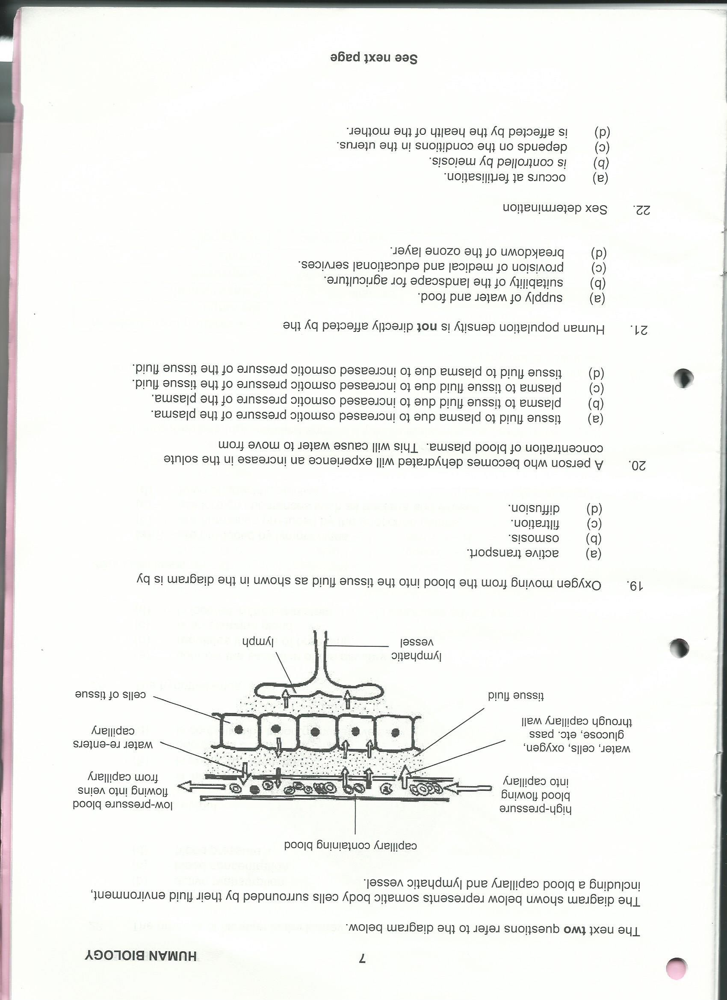 7
HUMAN BIOLOGY
The next two questions refer to the diagram below.
The diagram shown below represents somatic body cells surrounded by their fluid environment,
including a blood capillary and lymphatic vessel.
capillary containing blood
high-pressure
blood flowing
into capillary
low-pressure blood
flowing into veins
from capillary
water, cells, oxygen,
glucose, etc. pass
through capillary wall
water re-enters
capillary
tissue fluid
cells of tissue
lymphatic
vessel
lymph
19. Oxygen moving from the blood into the tissue fluid as shown in the diagram is by
(a) active transport.
(b) osmosis.
(c) filtration.
(d) diffusion.
20. A person who becomes dehydrated will experience an increase in the solute
concentration of blood plasma. This will cause water to move from
(a) tissue fluid to plasma due to increased osmotic pressure of the plasma.
(b) plasma to tissue fluid due to increased osmotic pressure of the plasma.
(c) plasma to tissue fluid due to increased osmotic pressure of the tissue fluid.
(d) tissue fluid to plasma due to increased osmotic pressure of the tissue fluid.
21. Human population density is not directly affected by the
(a) supply of water and food.
(b) suitability of the landscape for agriculture.
(c) provision of medical and educational services.
(d) breakdown of the ozone layer.
22. Sex determination
(a) occurs at fertilisation.
(b) is controlled by meiosis.
(c) depends on the conditions in the uterus.
(d) is affected by the health of the mother.
See next page